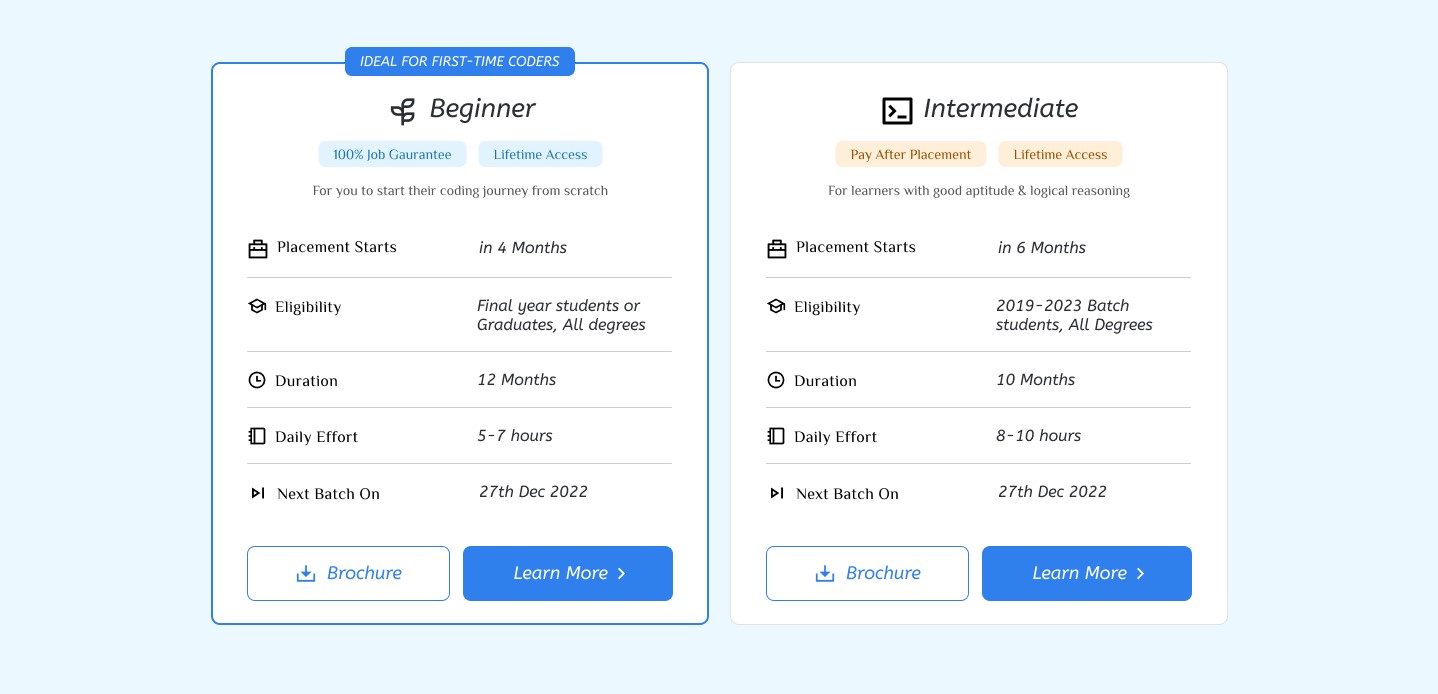 IDEAL FOR FIRST-TIME CODERS
Beginner
100% Job Gaurantee
Lifetime Access
For you to start their coding journey from scratch
Placement Starts
in 4 Months
Eligibility
Final year students or
Graduates, All degrees
Duration
12 Months
Daily Effort
5-7 hours
Next Batch On
27th Dec 2022
Brochure
Learn More
Intermediate
Pay After Placement
Lifetime Access
For learners with good aptitude & logical reasoning
Placement Starts
in 6 Months
Eligibility
2019-2023 Batch
students, All Degrees
Duration
10 Months
Daily Effort
8-10 hours
Next Batch On
27th Dec 2022
Brochure
Learn More